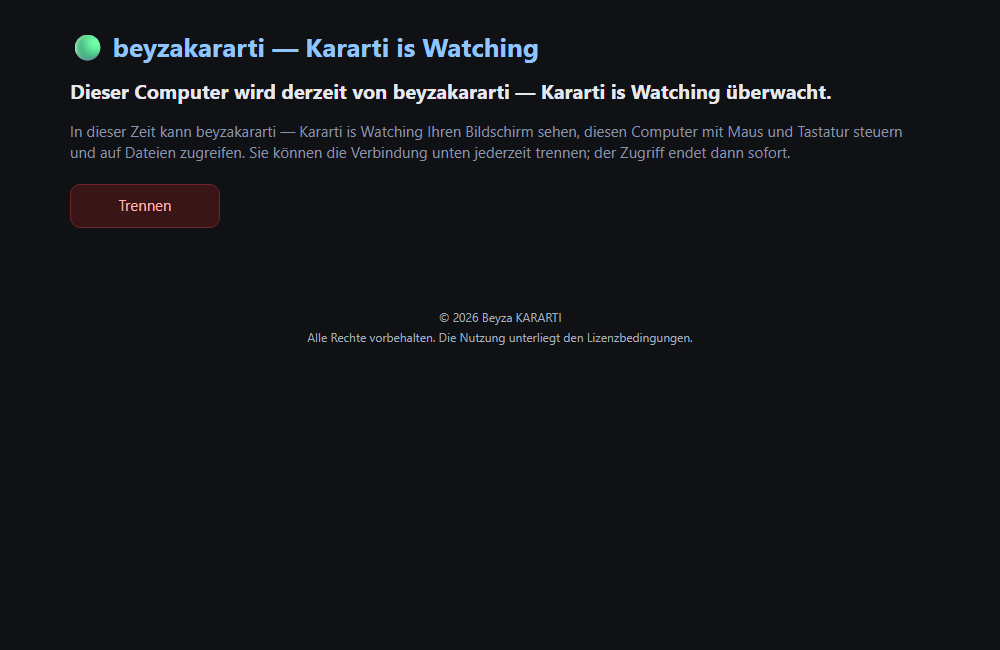 beyzakararti — Kararti is Watching
Dieser Computer wird derzeit von beyzakararti — Kararti is Watching überwacht.
In dieser Zeit kann beyzakararti — Kararti is Watching Ihren Bildschirm sehen, diesen Computer mit Maus und Tastatur steuern
und auf Dateien zugreifen. Sie können die Verbindung unten jederzeit trennen; der Zugriff endet dann sofort.
Trennen
© 2026 Beyza KARARTI
Alle Rechte vorbehalten. Die Nutzung unterliegt den Lizenzbedingungen.